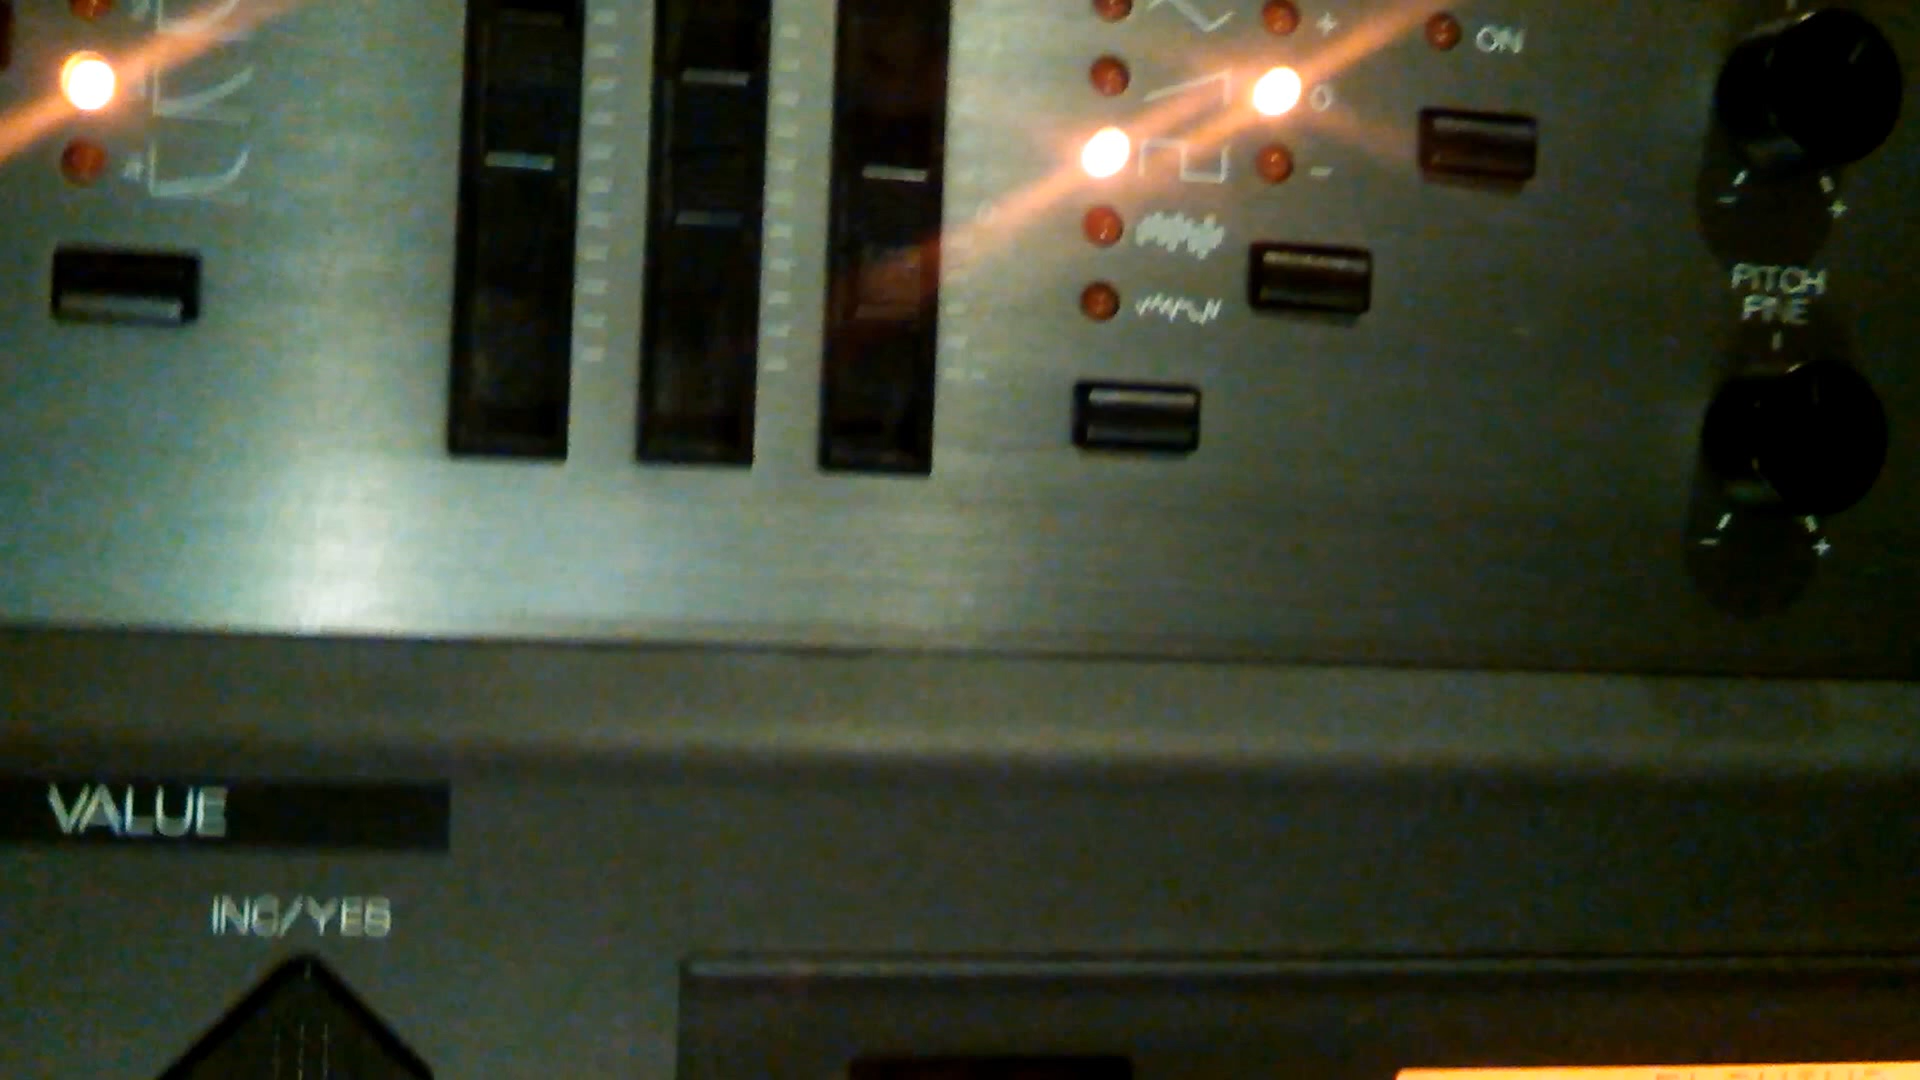 ON
PITCH
FINE
VALUE
INC/YES